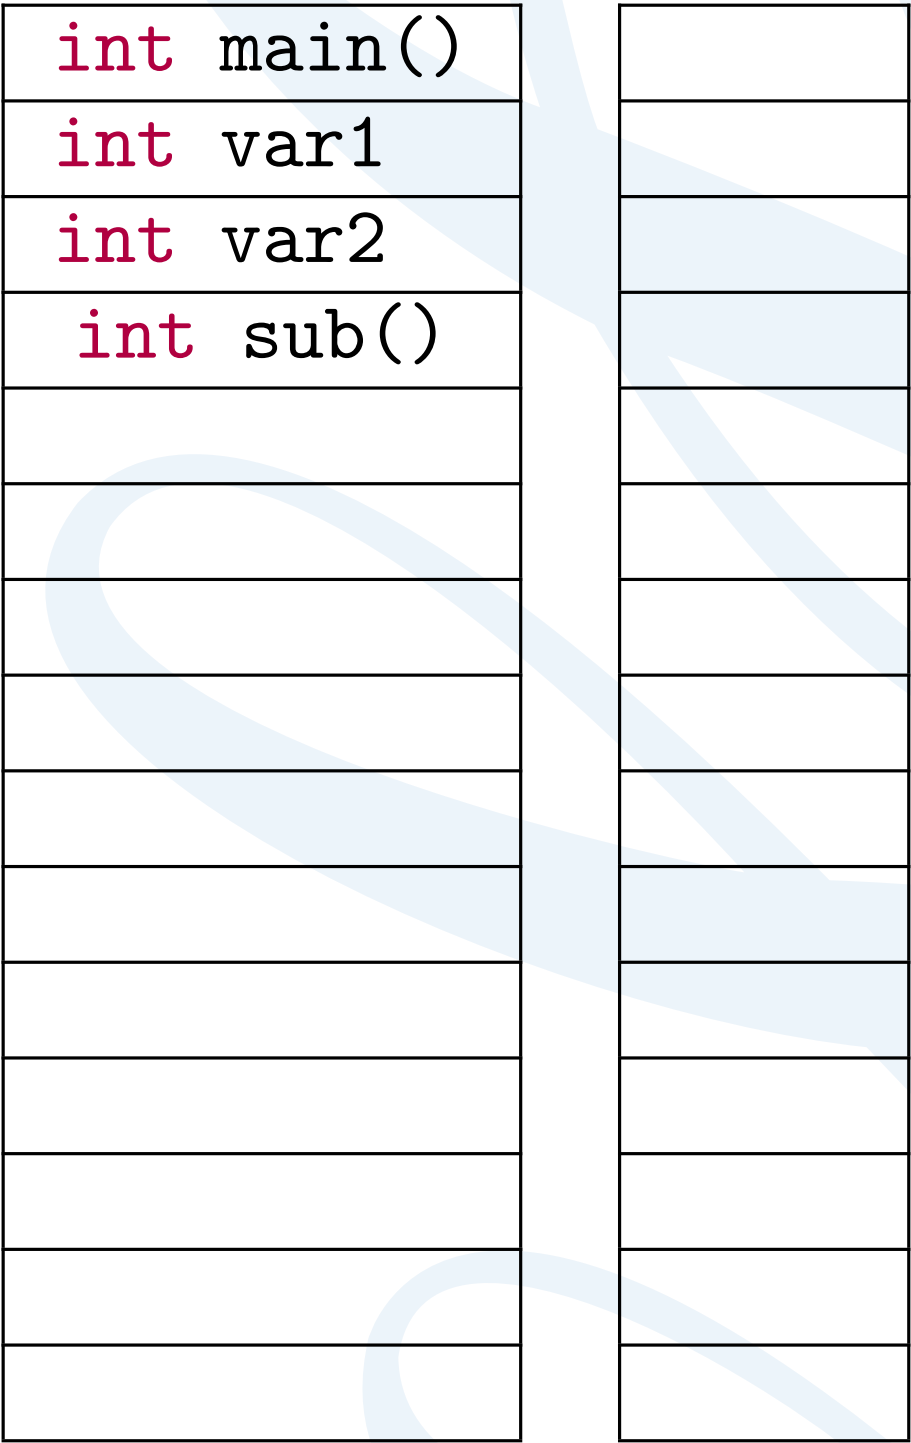 int main()
int var1
int var2
int sub()